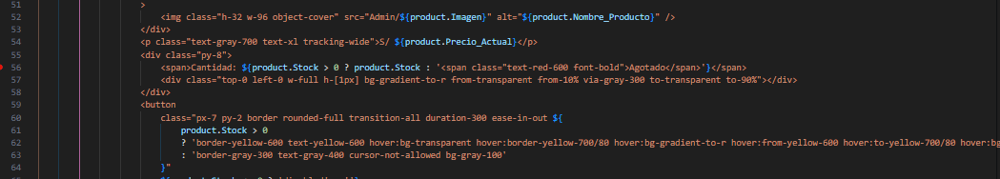 51 >
52 <img class="h-32 w-96 object-cover" src="Admin/${product.Imagen}" alt="${product.Nombre_Producto}" />
53 </div>
54 <p class="text-gray-700 text-xl tracking-wide">S/ ${product.Precio_Actual}</p>
55 <div class="py-8">
56 <span>Cantidad: ${product.Stock > 0 ? product.Stock : '<span class="text-red-600 font-bold">Agotado</span>'}</span>
57 <div class="top-0 left-0 w-full h-[1px] bg-gradient-to-r from-transparent from-10% via-gray-300 to-transparent to-90%"></div>
58 </div>
59 <button
60 class="px-7 py-2 border rounded-full transition-all duration-300 ease-in-out ${
61 product.Stock > 0
62 ? 'border-yellow-600 text-yellow-600 hover:bg-transparent hover:border-yellow-700/80 hover:bg-gradient-to-r hover:from-yellow-600 hover:to-yellow-700/80 hover:bg
63 : 'border-gray-300 text-gray-400 cursor-not-allowed bg-gray-100'
64 }"